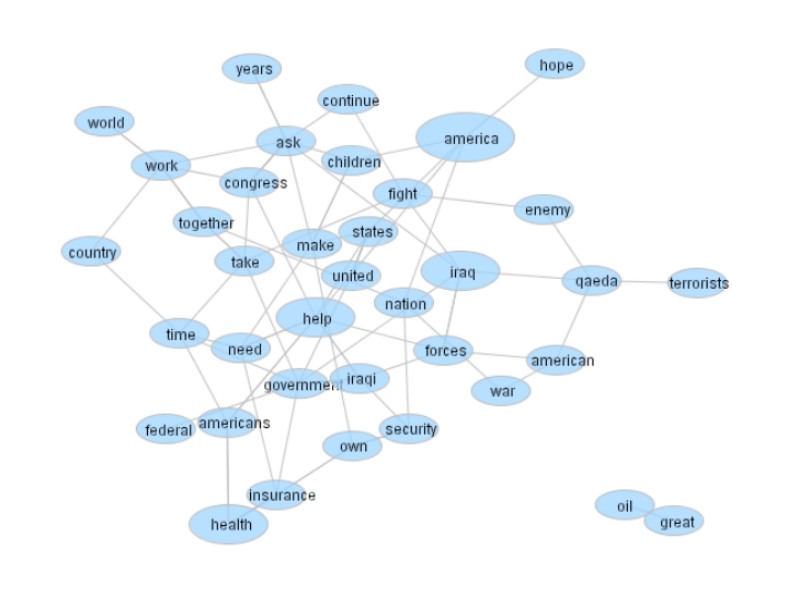 hope
years
continue
world
ask
america
children
work
congress
fight
enemy
together
states
make
country
take
united
iraq
qaeda
terrorists
nation
help
time
need
forces
american
governmen
iraqi
war
federal
americans
security
own
insurance
oil
health
great